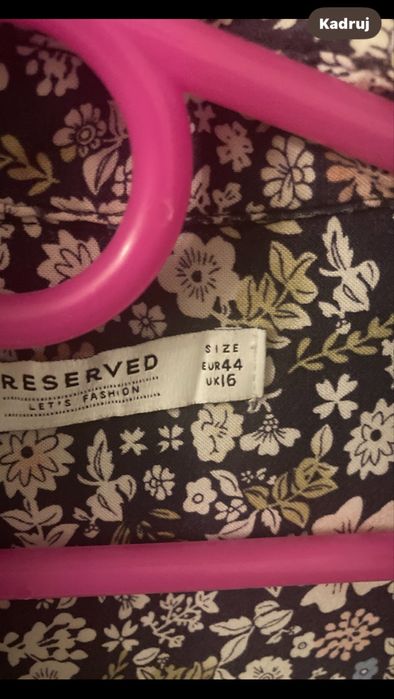 Kadruj
RESERVED
LET'S FASHION
SIZE
EUR44
UK16